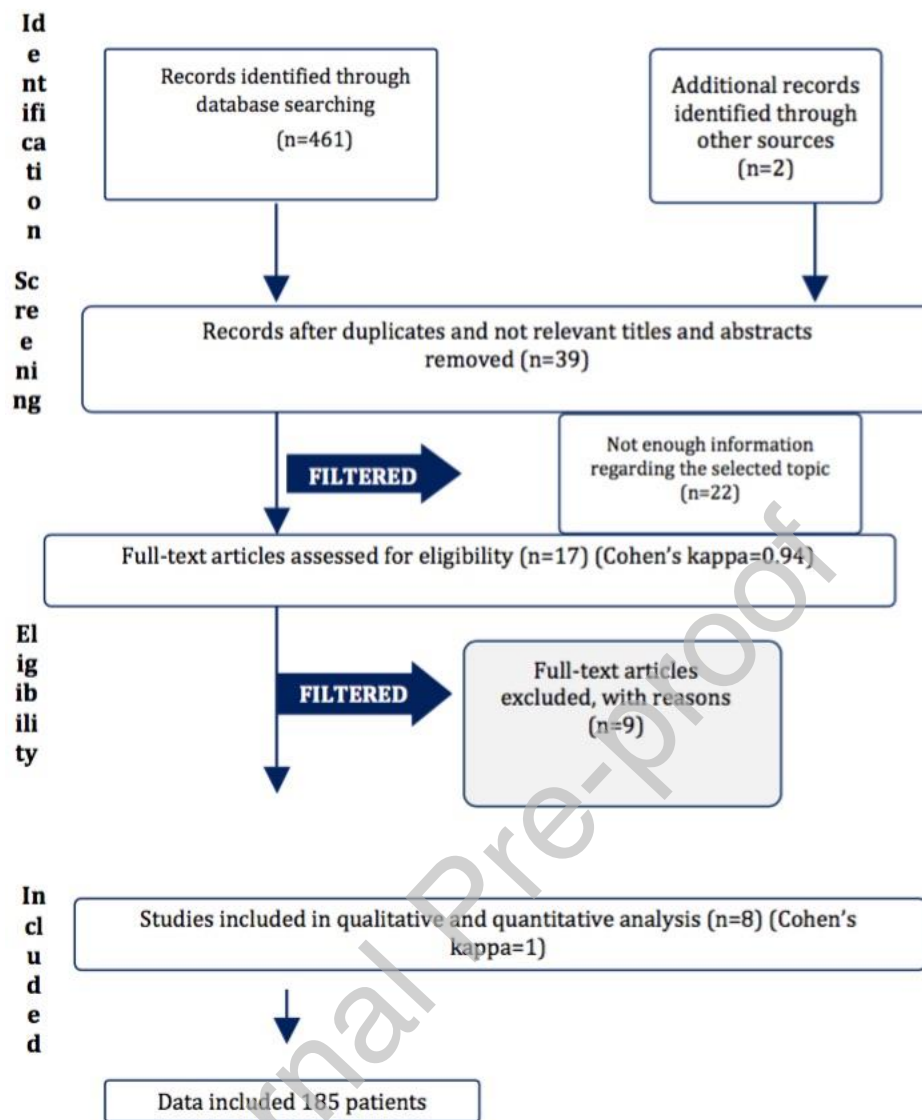 Id
e
nt
ifi
ca
ti
o
n
Records identified through
database searching
(n=461)
Additional records
identified through
other sources
(n=2)
Sc
re
e
ni
ng
Records after duplicates and not relevant titles and abstracts
removed (n=39)
FILTERED
Not enough information
regarding the selected topic
(n=22)
Full-text articles assessed for eligibility (n=17) (Cohen's kappa=0.94)
El
ig
ib
ili
ty
FILTERED
Full-text articles
excluded, with reasons
(n=9)
In
cl
u
d
e
d
Studies included in qualitative and quantitative analysis (n=8) (Cohen's
kappa=1)
Data included 185 patients
rnal Pre-proof